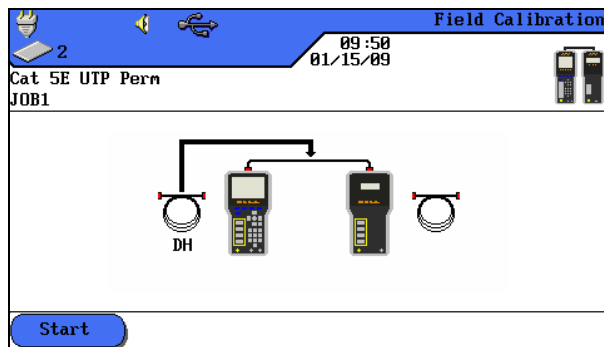 Field Calibration
2
09:50
01/15/09
Cat 5E UTP Perm
JOB1
DH
Start